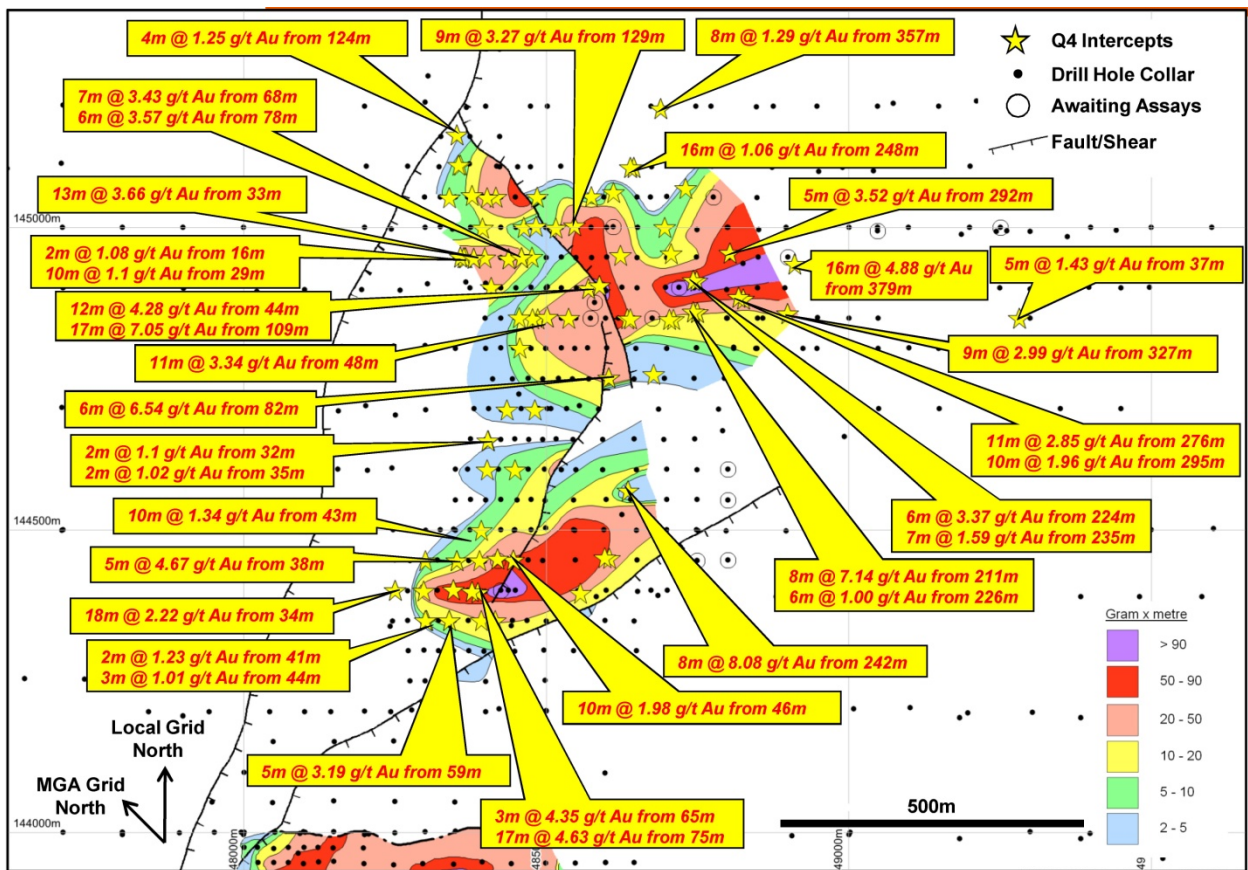 4m @ 1.25 g/t Au from 124m
9m @ 3.27 g/t Au from 129m
8m @ 1.29 g/t Au from 357m
Q4 Intercepts
Drill Hole Collar
Awaiting Assays
Fault/Shear
7m @ 3.43 g/t Au from 68m
6m @ 3.57 g/t Au from 78m
16m @ 1.06 g/t Au from 248m
13m @ 3.66 g/t Au from 33m
5m @ 3.52 g/t Au from 292m
145000m
2m @ 1.08 g/t Au from 16m
10m @ 1.1 g/t Au from 29m
16m @ 4.88 g/t Au
from 379m
5m @ 1.43 g/t Au from 37m
12m @ 4.28 g/t Au from 44m
17m @ 7.05 g/t Au from 109m
11m @ 3.34 g/t Au from 48m
9m @ 2.99 g/t Au from 327m
6m @ 6.54 g/t Au from 82m
2m @ 1.1 g/t Au from 32m
2m @ 1.02 g/t Au from 35m
11m @ 2.85 g/t Au from 276m
10m @ 1.96 g/t Au from 295m
144500m
10m @ 1.34 g/t Au from 43m
6m @ 3.37 g/t Au from 224m
7m @ 1.59 g/t Au from 235m
5m @ 4.67 g/t Au from 38m
8m @ 7.14 g/t Au from 211m
6m @ 1.00 g/t Au from 226m
18m @ 2.22 g/t Au from 34m
2m @ 1.23 g/t Au from 41m
3m @ 1.01 g/t Au from 44m
8m @ 8.08 g/t Au from 242m
10m @ 1.98 g/t Au from 46m
Gram x metre
> 90
50 - 90
20 - 50
10 - 20
5 - 10
2 - 5
Local Grid
North
MGA Grid
North
5m @ 3.19 g/t Au from 59m
3m @ 4.35 g/t Au from 65m
17m @ 4.63 g/t Au from 75m
500m
144000m
48000m
49000m
49